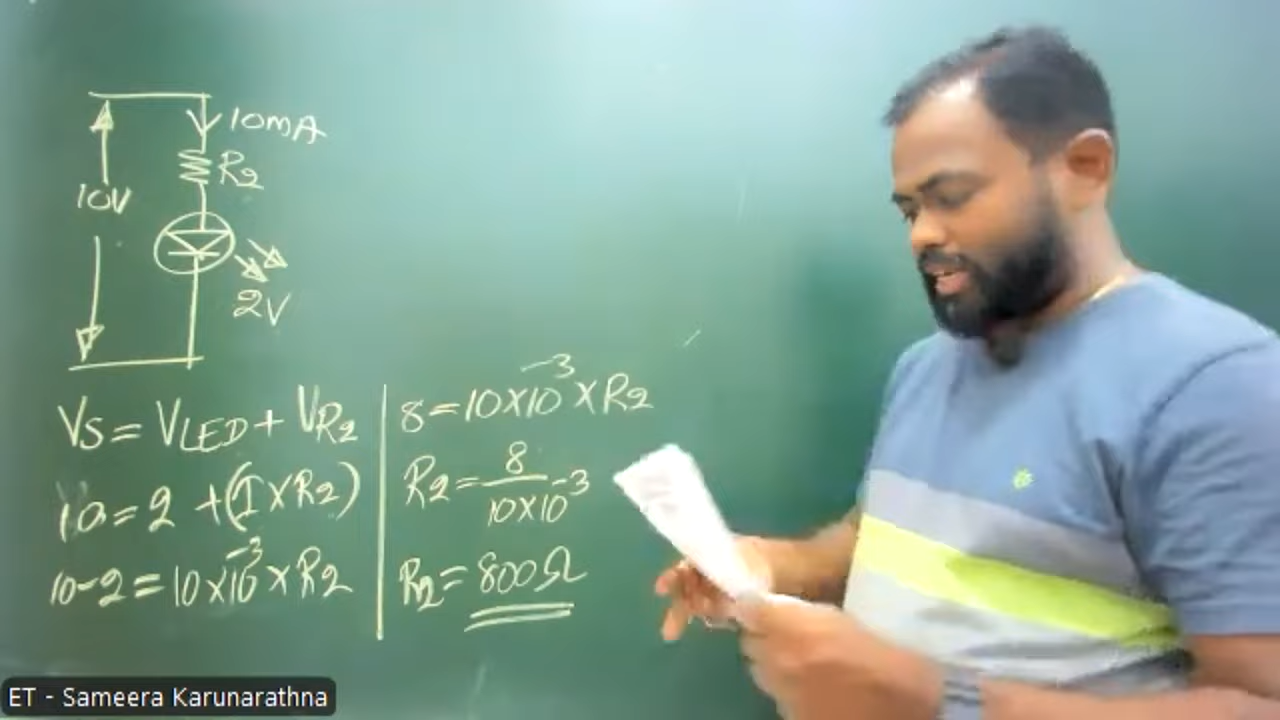 10mA
R₂
10V
2V
Vs = VLED + VR₂
10 = 2 + (I × R₂)
10-2 = 10×10⁻³ × R₂
8 = 10×10⁻³ × R₂
R₂ = 8 / 10×10⁻³
R₂ = 800Ω
ET - Sameera Karunarathna